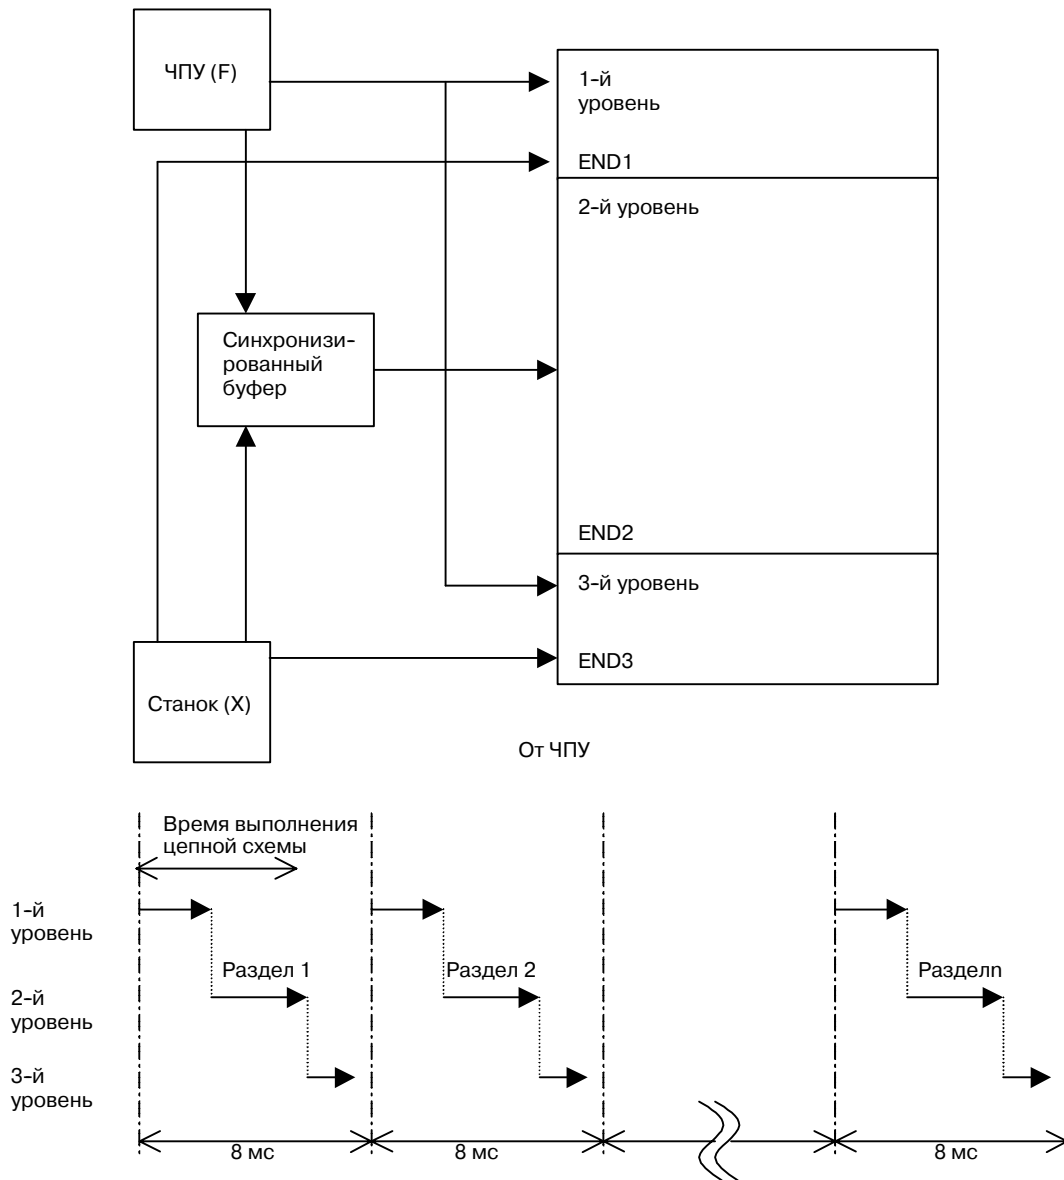 ЧПУ (F)
1-й
уровень
END1
2-й уровень
Синхронизи-
рованный
буфер
END2
3-й уровень
END3
Станок (X)
От ЧПУ
Время выполнения
цепной схемы
1-й
уровень
Раздел 1
Раздел 2
Разделn
2-й
уровень
3-й
уровень
8 мс
8 мс
8 мс